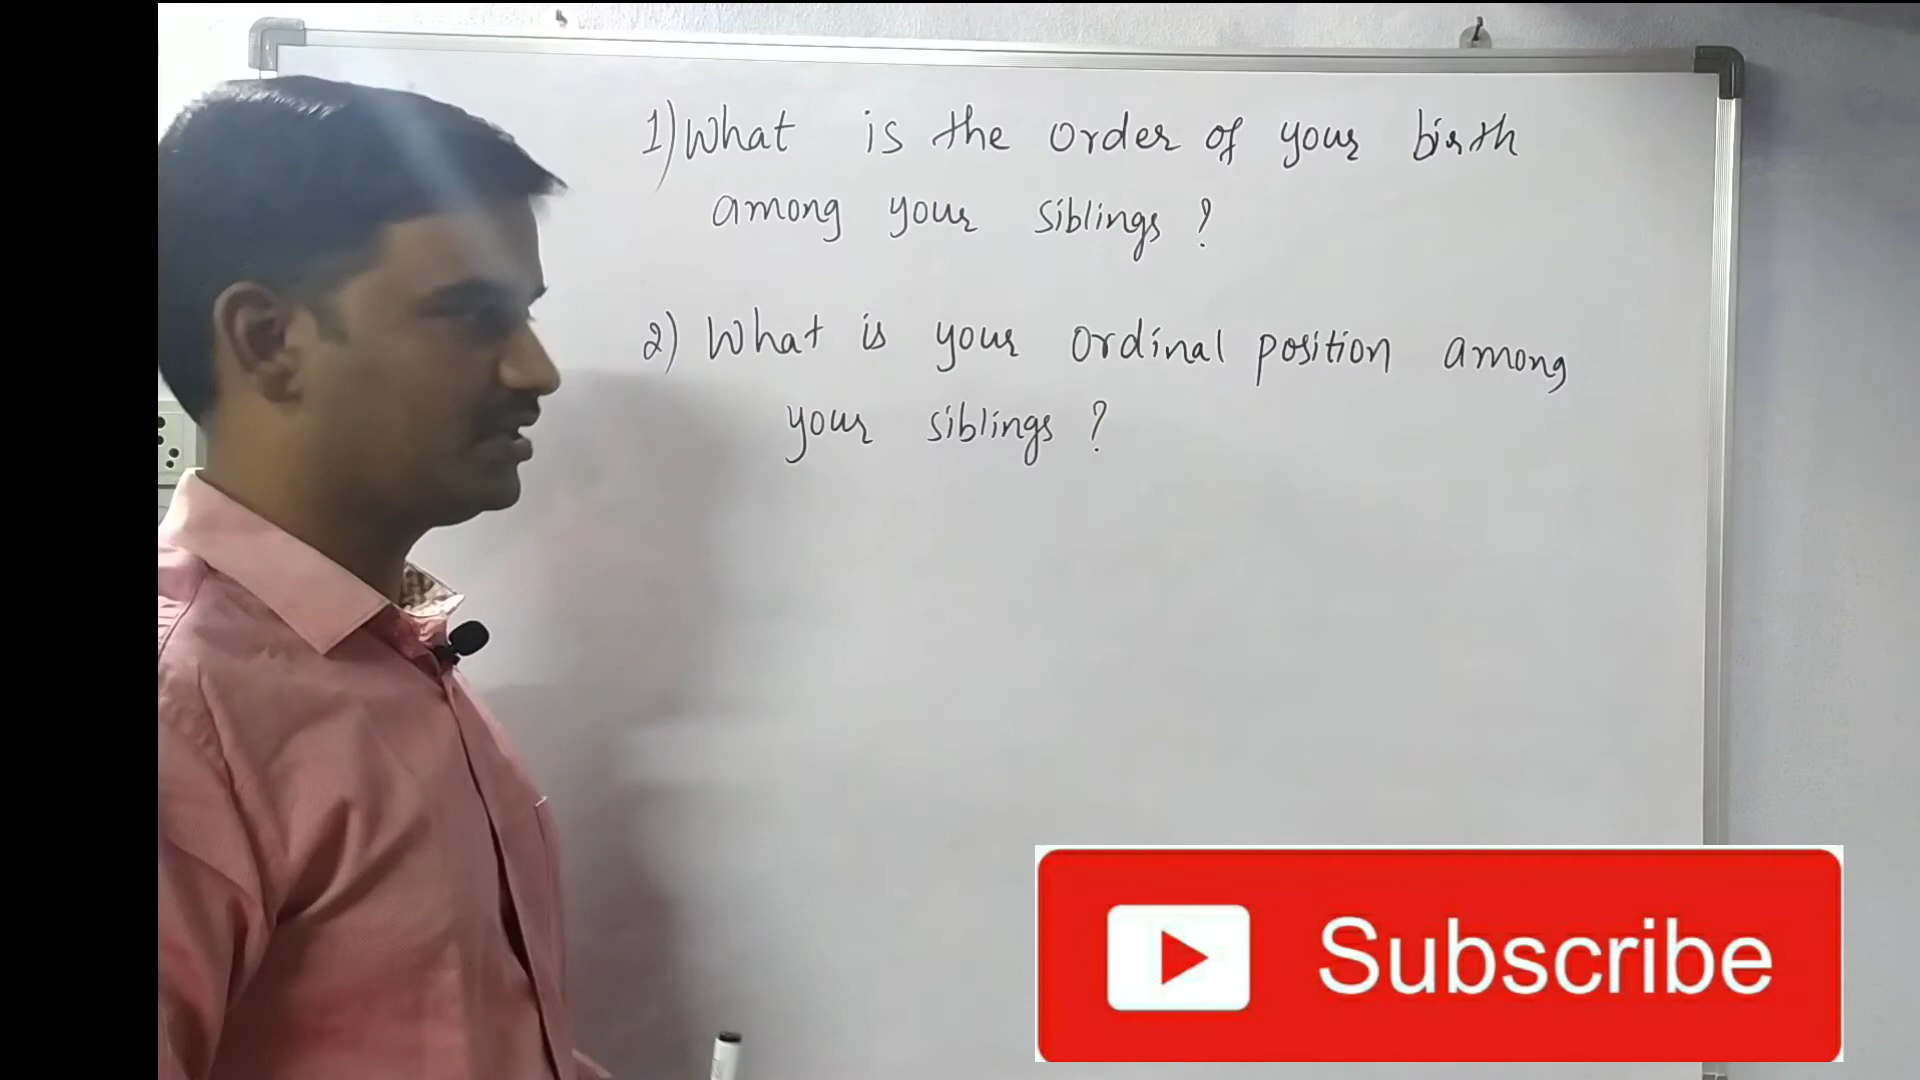 1) What is the order of your birth
among your siblings ?
2) What is your ordinal position among
your siblings ?
Subscribe